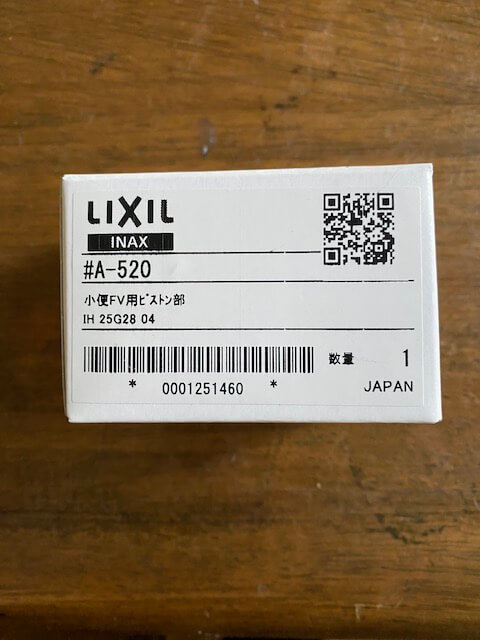 LIXIL
INAX
#A-520
小便FV用ﾋﾟｽﾄﾝ部
IH 25G28 04
数量 1
* 0001251460 *
JAPAN